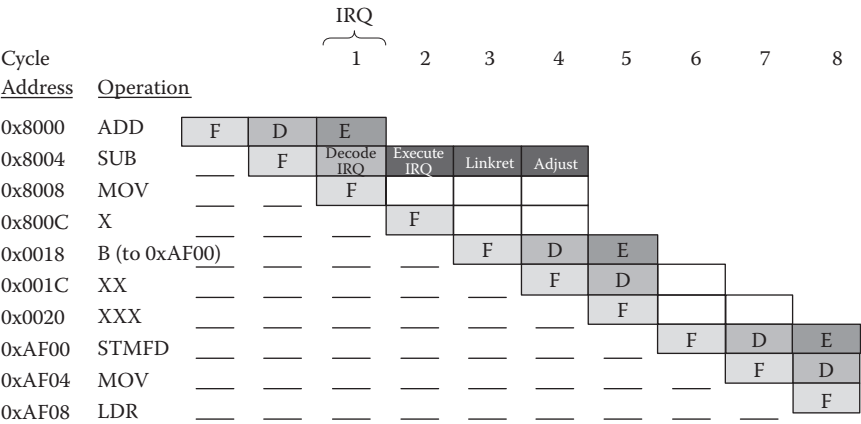 IRQ
Cycle 1 2 3 4 5 6 7 8
Address Operation
0x8000 ADD F D E
0x8004 SUB F Decode IRQ Execute IRQ Linkret Adjust
0x8008 MOV F
0x800C X F
0x0018 B (to 0xAF00) F D E
0x001C XX F D
0x0020 XXX F
0xAF00 STMFD F D E
0xAF04 MOV F D
0xAF08 LDR F